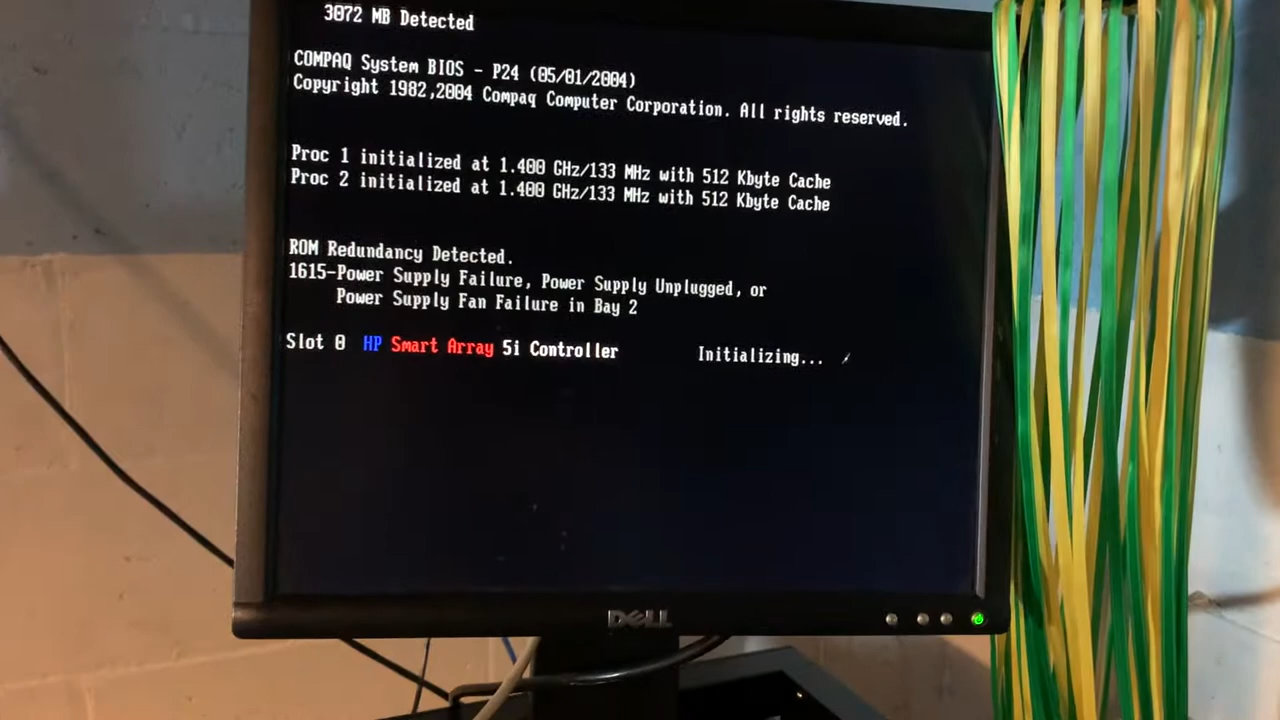 3072 MB Detected
COMPAQ System BIOS - P24 (05/01/2004)
Copyright 1982,2004 Compaq Computer Corporation. All rights reserved.
Proc 1 initialized at 1.400 GHz/133 MHz with 512 Kbyte Cache
Proc 2 initialized at 1.400 GHz/133 MHz with 512 Kbyte Cache
ROM Redundancy Detected.
1615-Power Supply Failure, Power Supply Unplugged, or
Power Supply Fan Failure in Bay 2
Slot 0 HP Smart Array 5i Controller Initializing...
DELL